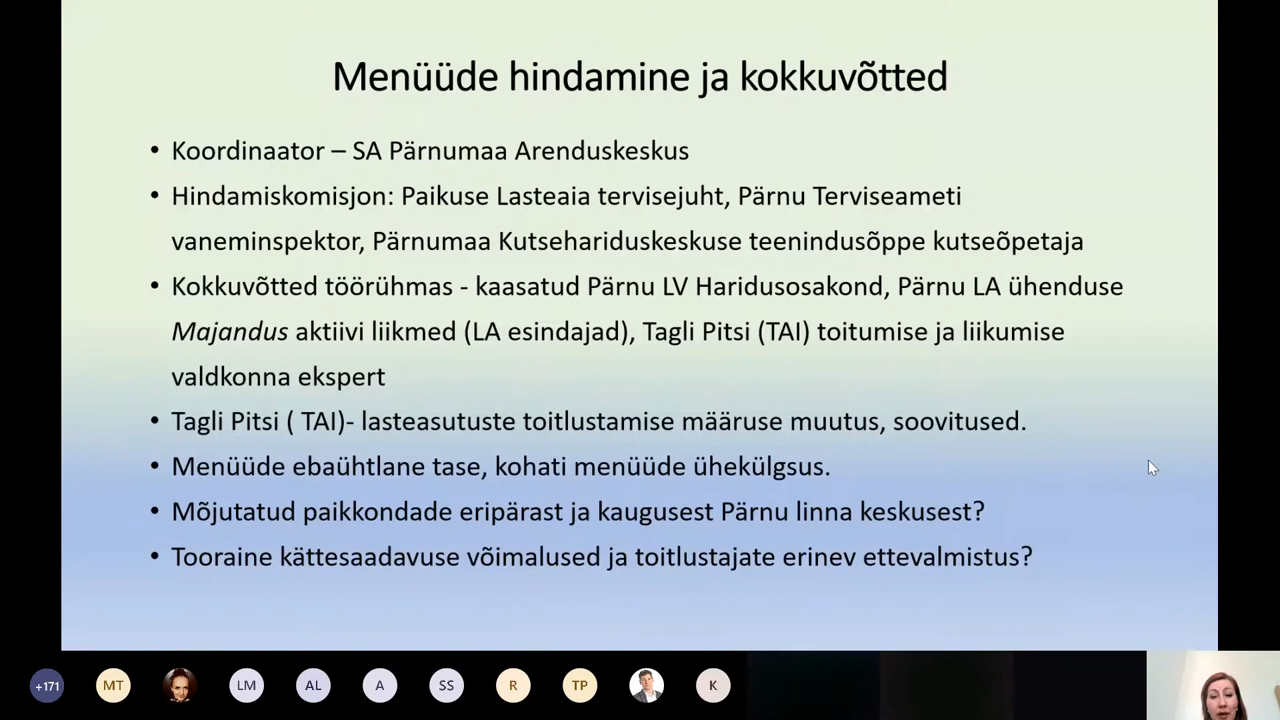 Menüüde hindamine ja kokkuvõtted
• Koordinaator – SA Pärnumaa Arenduskeskus
• Hindamiskomisjon: Paikuse Lasteaia tervisejuht, Pärnu Terviseameti
vaneminspektor, Pärnumaa Kutsehariduskeskuse teenindusõppe kutseõpetaja
• Kokkuvõtted töörühmas - kaasatud Pärnu LV Haridusosakond, Pärnu LA ühenduse
Majandus aktiivi liikmed (LA esindajad), Tagli Pitsi (TAI) toitumise ja liikumise
valdkonna ekspert
• Tagli Pitsi ( TAI)- lasteasutuste toitlustamise määruse muutus, soovitused.
• Menüüde ebaühtlane tase, kohati menüüde ühekülgsus.
• Mõjutatud paikkondade eripärast ja kaugusest Pärnu linna keskusest?
• Tooraine kättesaadavuse võimalused ja toitlustajate erinev ettevalmistus?
+171 MT LM AL A SS R TP K